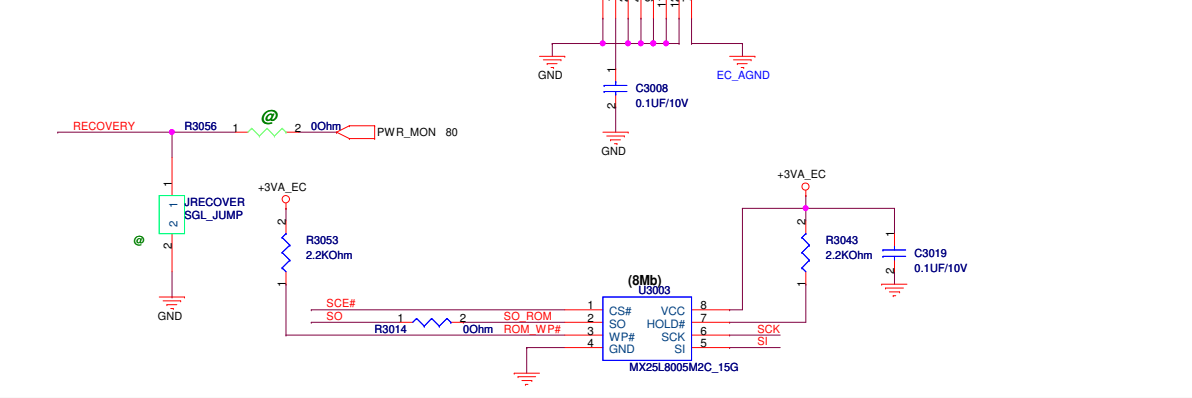 GND
EC_AGND
1
C3008
0.1UF/10V
2
GND
RECOVERY
R3056
1
@
2
0Ohm
PWR_MON 80
1
1
JRECOVER
SGL_JUMP
2
@
2
GND
+3VA_EC
2
R3053
2.2KOhm
1
+3VA_EC
2
R3043
2.2KOhm
1
1
C3019
0.1UF/10V
2
(8Mb)
U3003
SCE#
1
CS#
VCC
8
SO
1
2
SO_ROM
2
SO
HOLD#
7
R3014
0Ohm
ROM_WP#
3
WP#
SCK
6
SCK
4
GND
SI
5
SI
MX25L8005M2C_15G